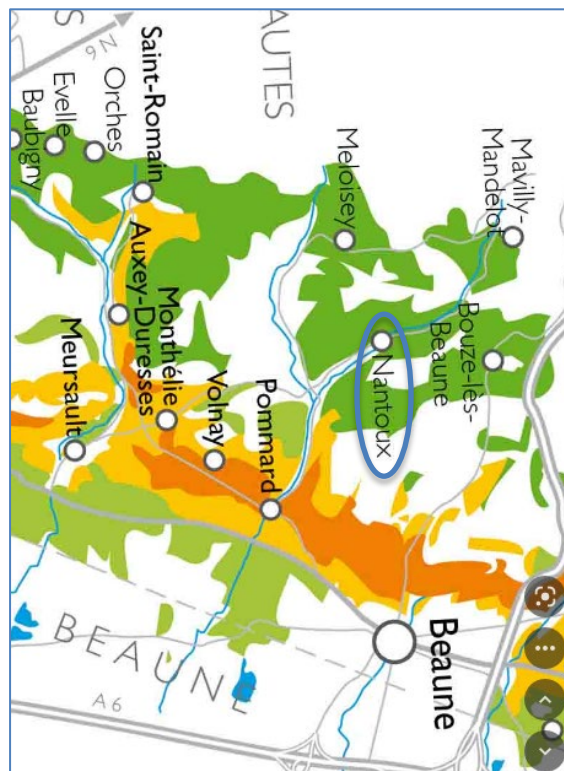 Mavilly-
Mandelot
Bouze-lès-
Beaune
Beaune
Nantoux
Meloisey
AUTES
Pommard
Volnay
Monthélie
Auxey-Duresses
Saint-Romain
Meursault
Orches
Evelle
Baubigny
BEAUNE
N6
A6
S